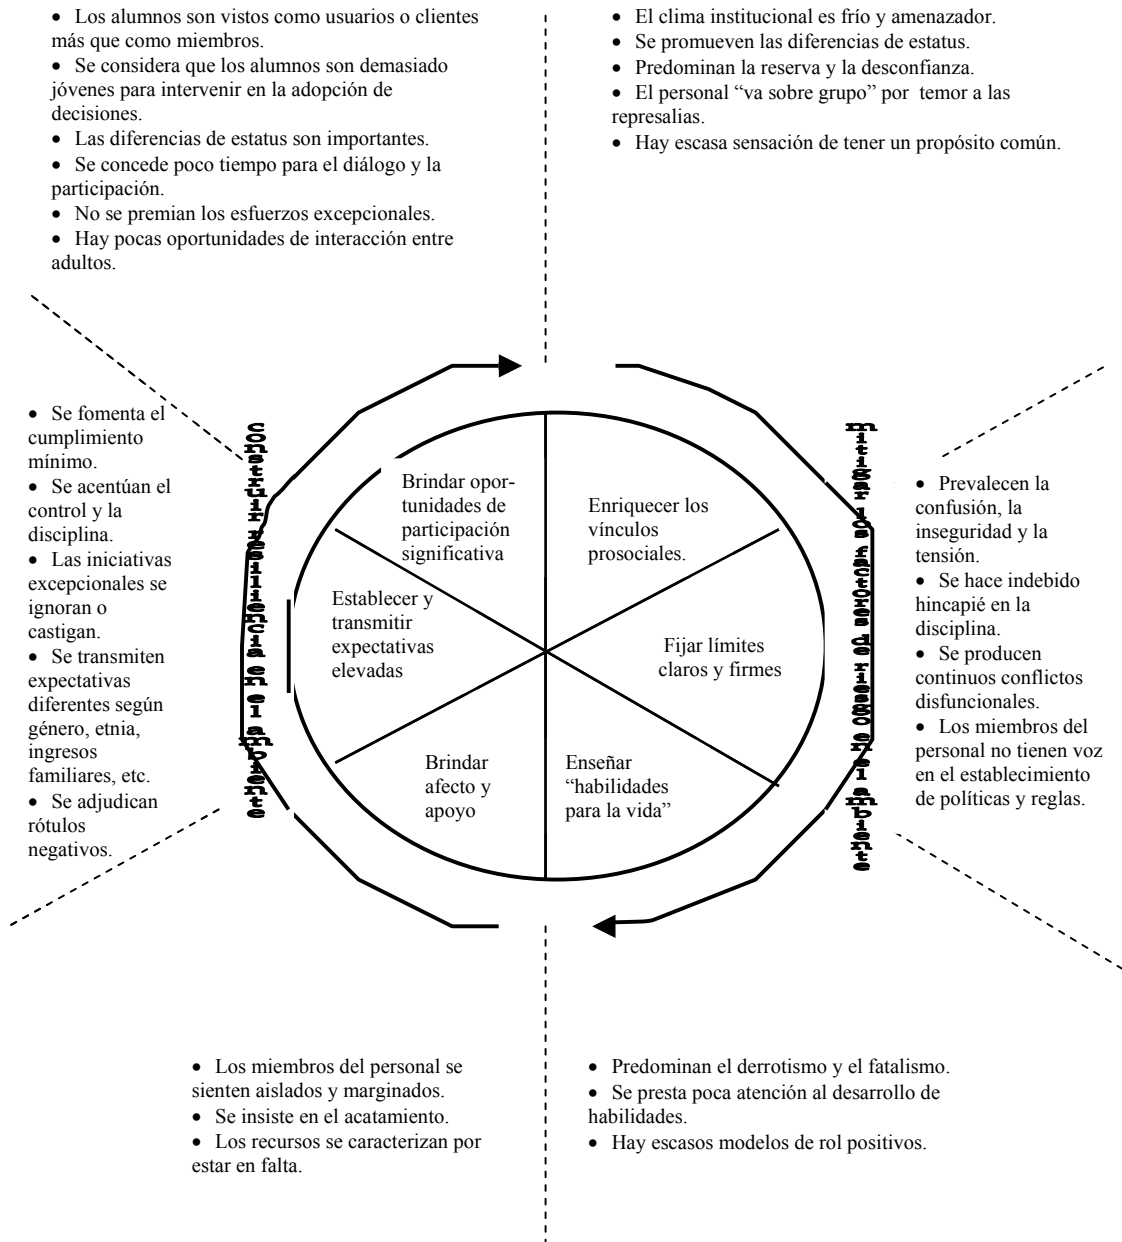 • Los alumnos son vistos como usuarios o clientes
más que como miembros.
• Se considera que los alumnos son demasiado
jóvenes para intervenir en la adopción de
decisiones.
• Las diferencias de estatus son importantes.
• Se concede poco tiempo para el diálogo y la
participación.
• No se premian los esfuerzos excepcionales.
• Hay pocas oportunidades de interacción entre
adultos.
• El clima institucional es frío y amenazador.
• Se promueven las diferencias de estatus.
• Predominan la reserva y la desconfianza.
• El personal “va sobre grupo” por temor a las
represalias.
• Hay escasa sensación de tener un propósito común.
• Se fomenta el
cumplimiento
mínimo.
• Se acentúan el
control y la
disciplina.
• Las iniciativas
excepcionales se
ignoran o
castigan.
• Se transmiten
expectativas
diferentes según
género, etnia,
ingresos
familiares, etc.
• Se adjudican
rótulos
negativos.
construir resiliencia en el ambiente
Brindar opor-
tunidades de
participación
significativa
Enriquecer los
vínculos
prosociales.
Establecer y
transmitir
expectativas
elevadas
Fijar límites
claros y firmes
Brindar
afecto y
apoyo
Enseñar
“habilidades
para la vida”
mitigar los factores de riesgo en el ambiente
• Prevalecen la
confusión, la
inseguridad y la
tensión.
• Se hace indebido
hincapié en la
disciplina.
• Se producen
continuos conflictos
disfuncionales.
• Los miembros del
personal no tienen voz
en el establecimiento
de políticas y reglas.
• Los miembros del personal se
sienten aislados y marginados.
• Se insiste en el acatamiento.
• Los recursos se caracterizan por
estar en falta.
• Predominan el derrotismo y el fatalismo.
• Se presta poca atención al desarrollo de
habilidades.
• Hay escasos modelos de rol positivos.